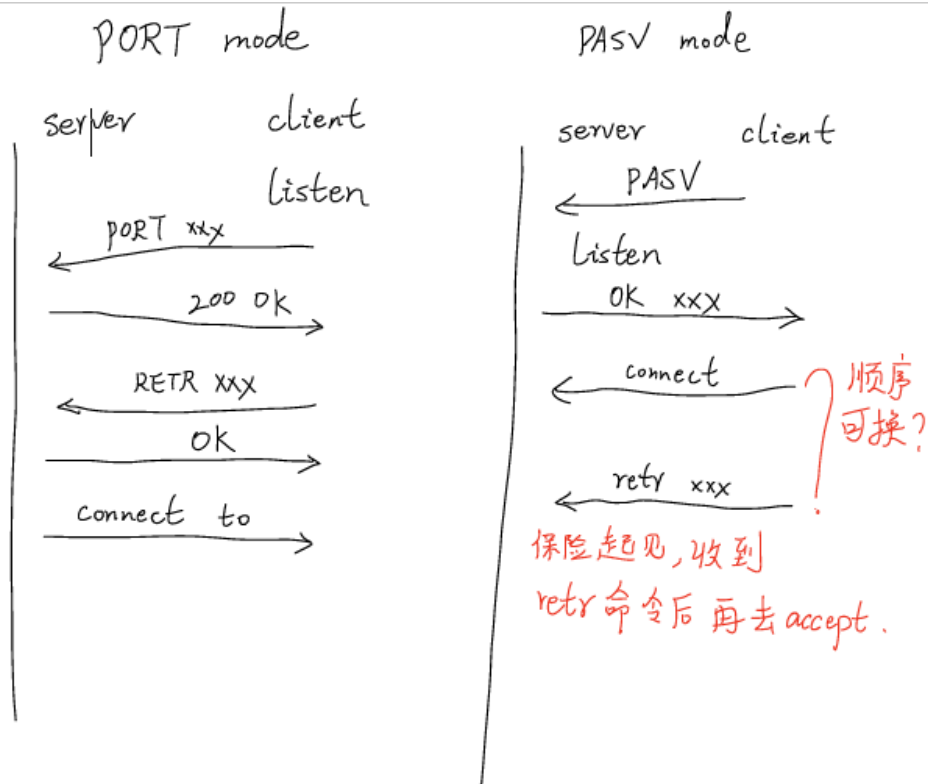 PORT mode
server
client
listen
PORT xxx
200 OK
RETR xxx
OK
connect to
PASV mode
server
client
PASV
Listen
OK xxx
connect
retr xxx
顺序
可换?
保险起见,收到
retr命令后再去accept.